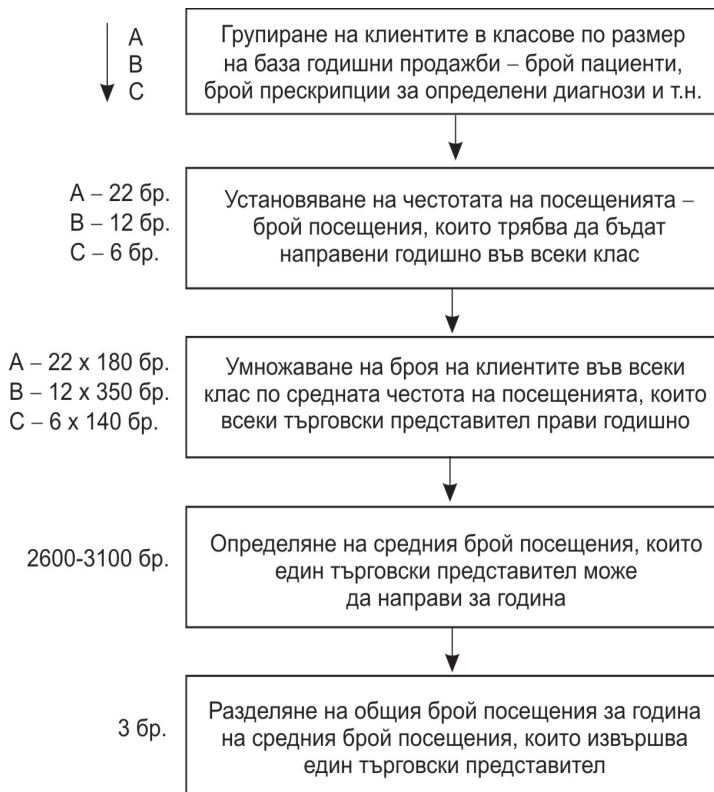 A
B
C
Групиране на клиентите в класове по размер
на база годишни продажби – брой пациенти,
брой прескрипции за определени диагнози и т.н.
A – 22 бр.
B – 12 бр.
C – 6 бр.
Установяване на честотата на посещенията –
брой посещения, които трябва да бъдат
направени годишно във всеки клас
A – 22 x 180 бр.
B – 12 x 350 бр.
C – 6 x 140 бр.
Умножаване на броя на клиентите във всеки
клас по средната честота на посещенията, които
всеки търговски представител прави годишно
2600-3100 бр.
Определяне на средния брой посещения, които
един търговски представител може
да направи за година
3 бр.
Разделяне на общия брой посещения за година
на средния брой посещения, които извършва
един търговски представител